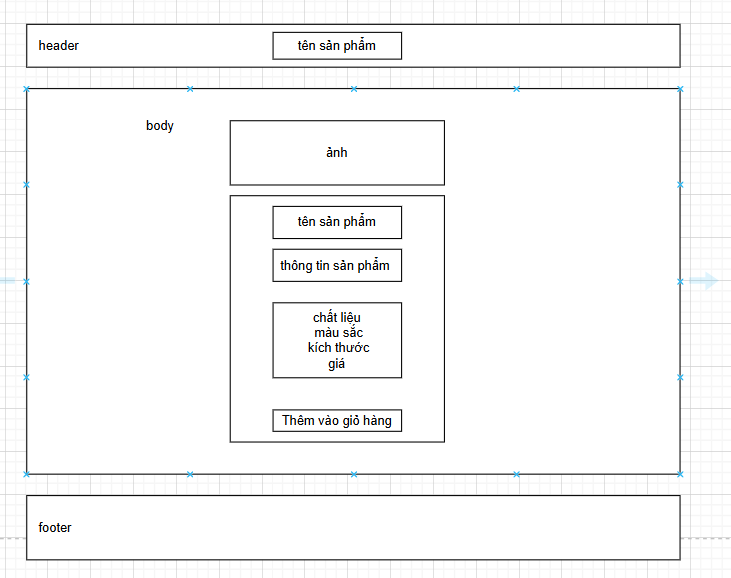 header
tên sản phẩm
body
ảnh
tên sản phẩm
thông tin sản phẩm
chất liệu
màu sắc
kích thước
giá
Thêm vào giỏ hàng
footer